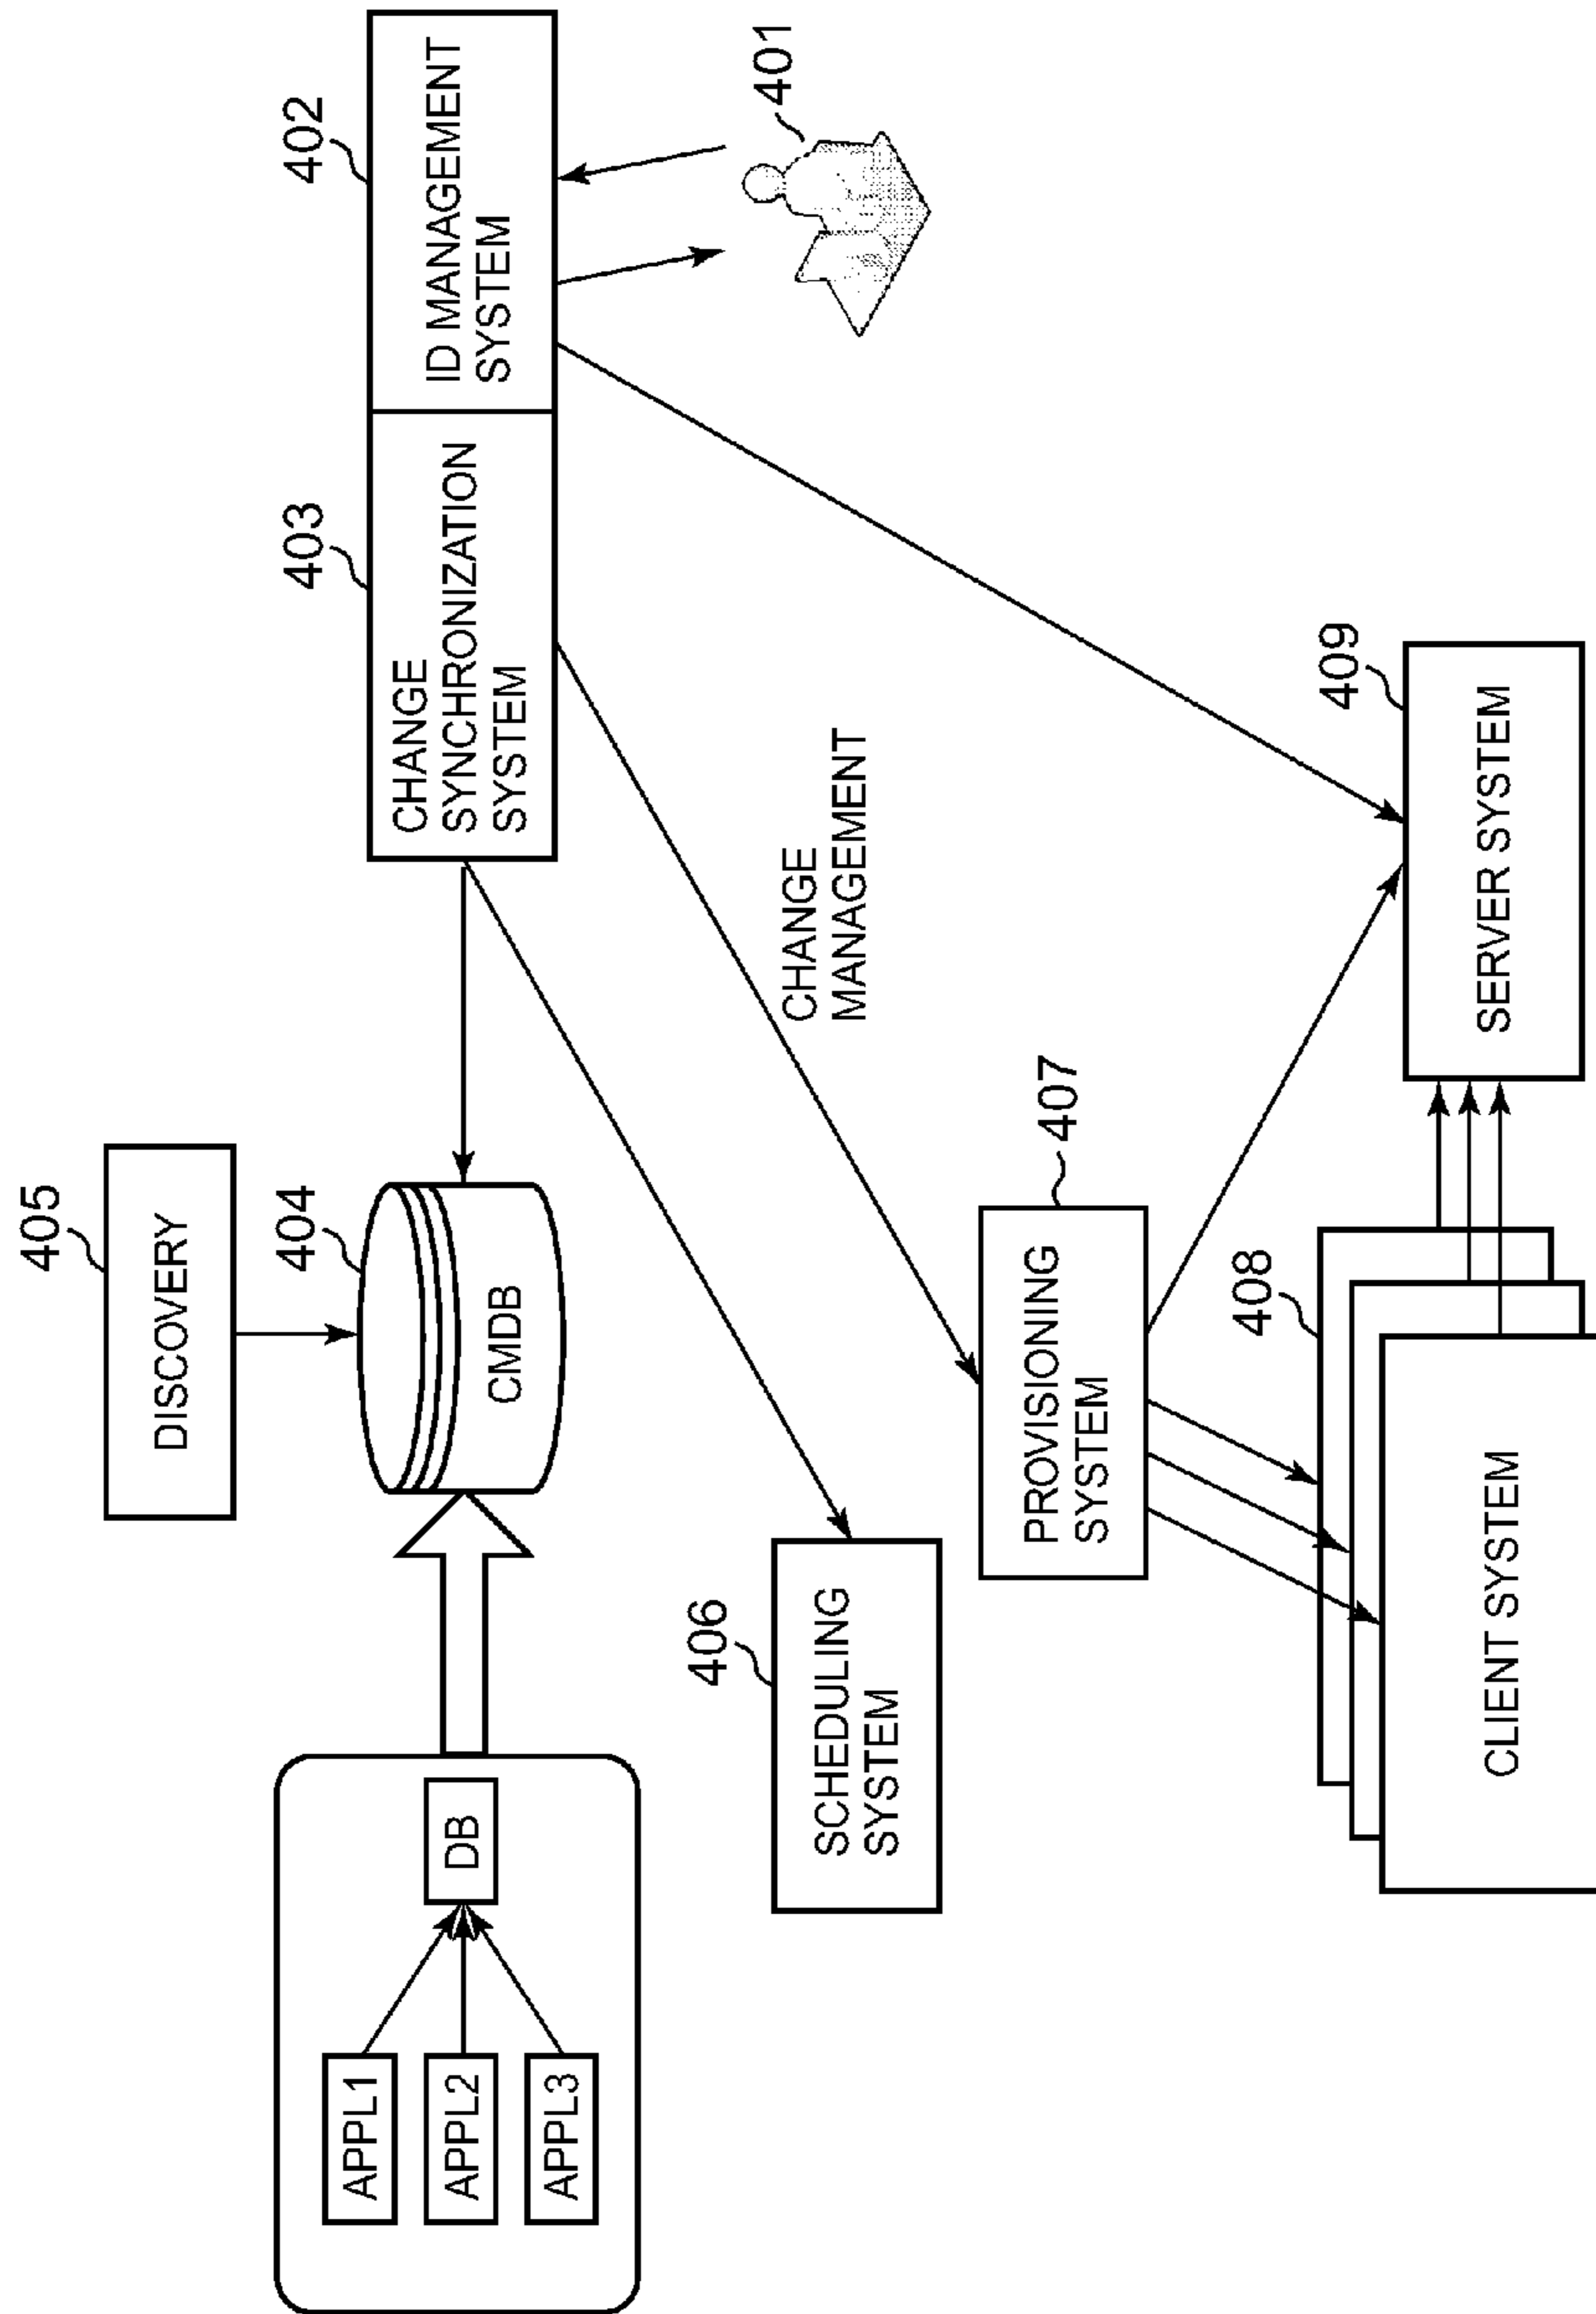 405
DISCOVERY
404
CMDB
APPL1
APPL2
APPL3
DB
403
CHANGE
SYNCHRONIZATION
SYSTEM
402
ID MANAGEMENT
SYSTEM
401
406
SCHEDULING
SYSTEM
CHANGE
MANAGEMENT
407
PROVISIONING
SYSTEM
408
CLIENT SYSTEM
409
SERVER SYSTEM